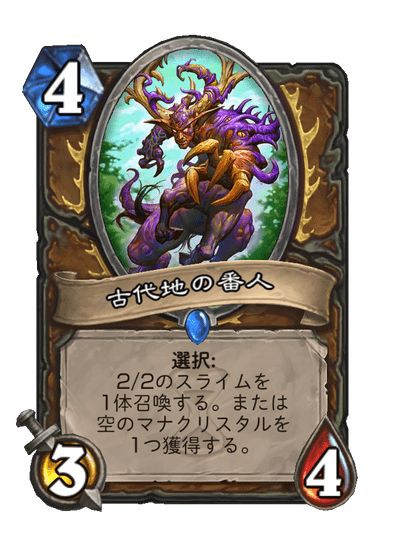 4
古代地の番人
選択:
2/2のスライムを
1体召喚する。または
空のマナクリスタルを
1つ獲得する。
3
4